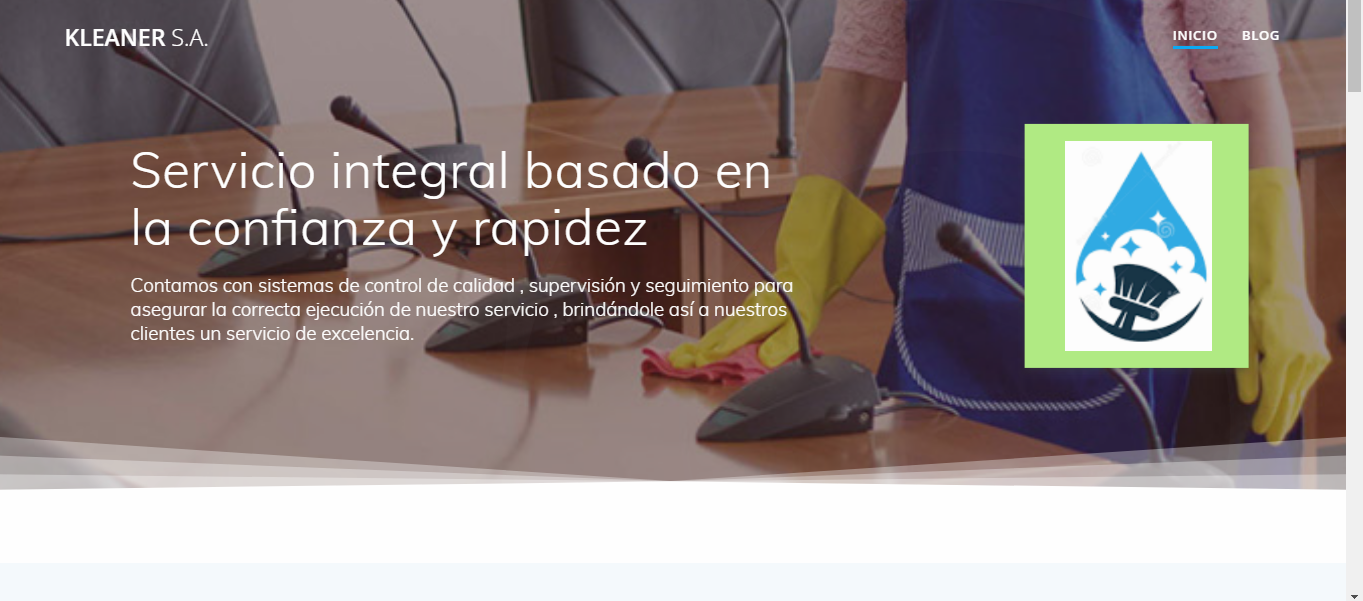 KLEANER S.A.
INICIO
BLOG
Servicio integral basado en
la confianza y rapidez
Contamos con sistemas de control de calidad , supervisión y seguimiento para
asegurar la correcta ejecución de nuestro servicio , brindándole así a nuestros
clientes un servicio de excelencia.